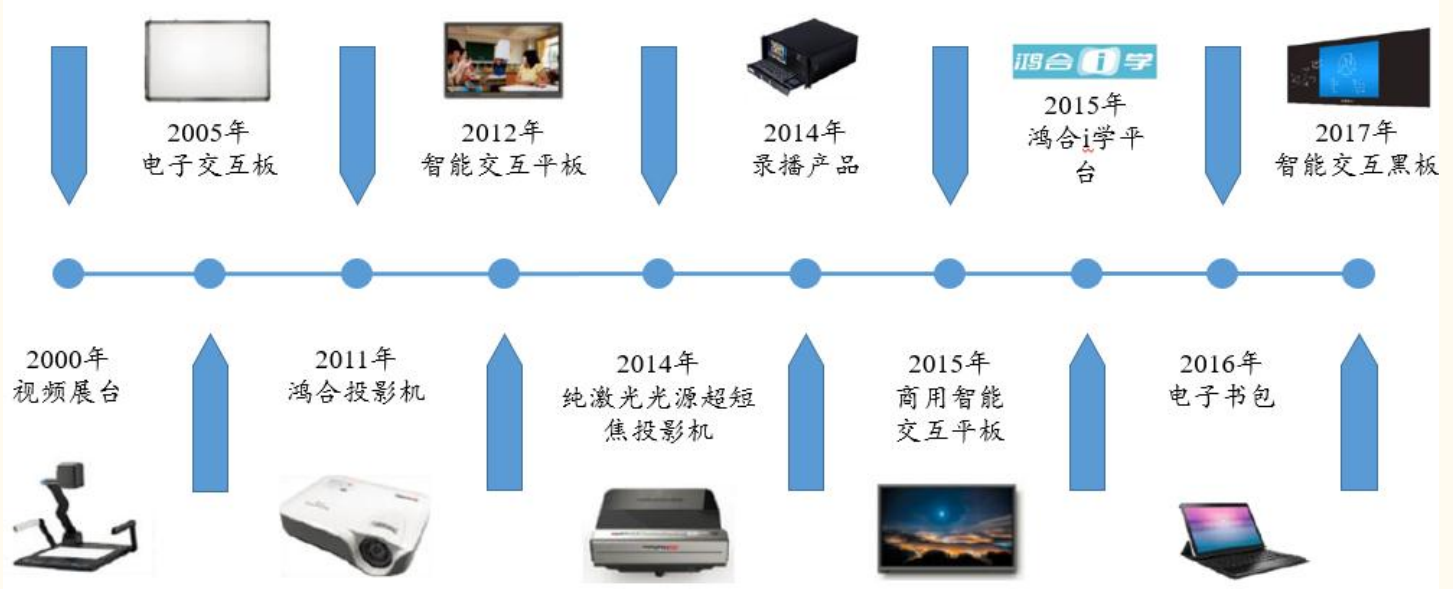 鸿合i学
2005年
电子交互板
2012年
智能交互平板
2014年
录播产品
2015年
鸿合i学平
台
2017年
智能交互黑板
2000年
视频展台
2011年
鸿合投影机
2014年
纯激光光源超短
焦投影机
2015年
商用智能
交互平板
2016年
电子书包